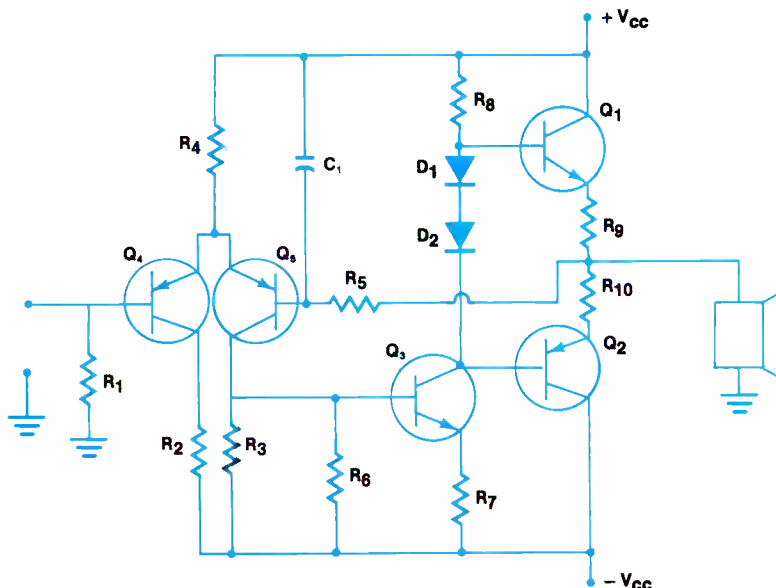 + Vcc
R8
Q1
R4
C1
D1
D2
R9
Q4
Q5
R5
R10
Q3
Q2
R1
R2
R3
R6
R7
− Vcc